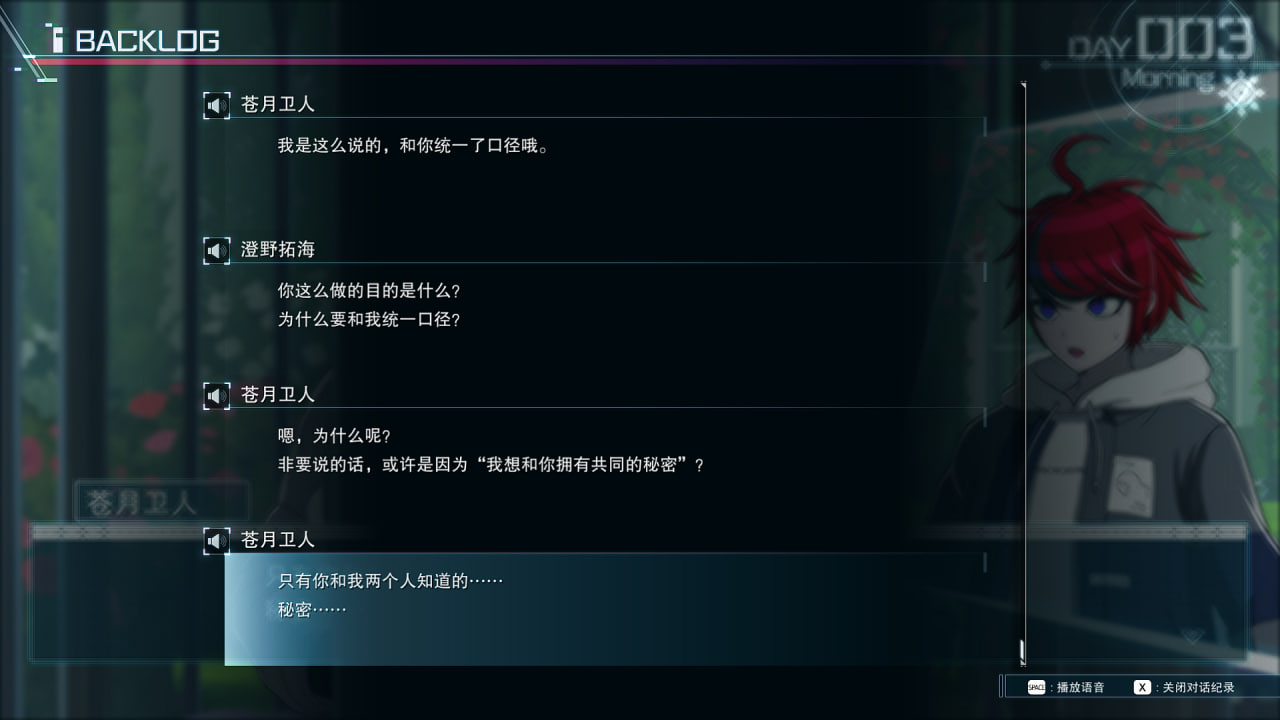 BACKLOG
DAY 003
Morning
苍月卫人
我是这么说的，和你统一了口径哦。
澄野拓海
你这么做的目的是什么？
为什么要和我统一口径？
苍月卫人
嗯，为什么呢？
非要说的话，或许是因为“我想和你拥有共同的秘密”？
苍月卫人
苍月卫人
只有你和我两个人知道的……
秘密……
SPACE：播放语音
X：关闭对话纪录